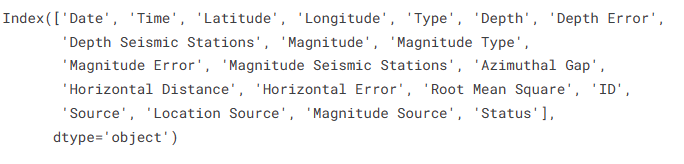 Index(['Date', 'Time', 'Latitude', 'Longitude', 'Type', 'Depth', 'Depth Error',
'Depth Seismic Stations', 'Magnitude', 'Magnitude Type',
'Magnitude Error', 'Magnitude Seismic Stations', 'Azimuthal Gap',
'Horizontal Distance', 'Horizontal Error', 'Root Mean Square', 'ID',
'Source', 'Location Source', 'Magnitude Source', 'Status'],
dtype='object')